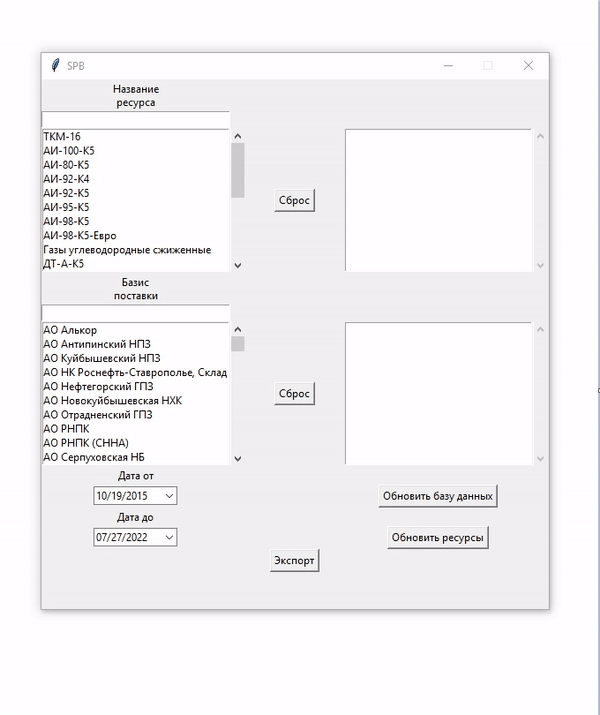 SPB
Название
ресурса
ТКМ-16
АИ-100-К5
АИ-80-К5
АИ-92-К4
АИ-92-К5
АИ-95-К5
АИ-98-К5
АИ-98-К5-Евро
Газы углеводородные сжиженные
ДТ-А-К5
Сброс
Базис
поставки
АО Алькор
АО Антипинский НПЗ
АО Куйбышевский НПЗ
АО НК Роснефть-Ставрополье, Склад
АО Нефтегорский ГПЗ
АО Новокуйбышевская НХК
АО Отрадненский ГПЗ
АО РНПК
АО РНПК (СННА)
АО Серпуховская НБ
Сброс
Дата от
10/19/2015
Обновить базу данных
Дата до
07/27/2022
Обновить ресурсы
Экспорт